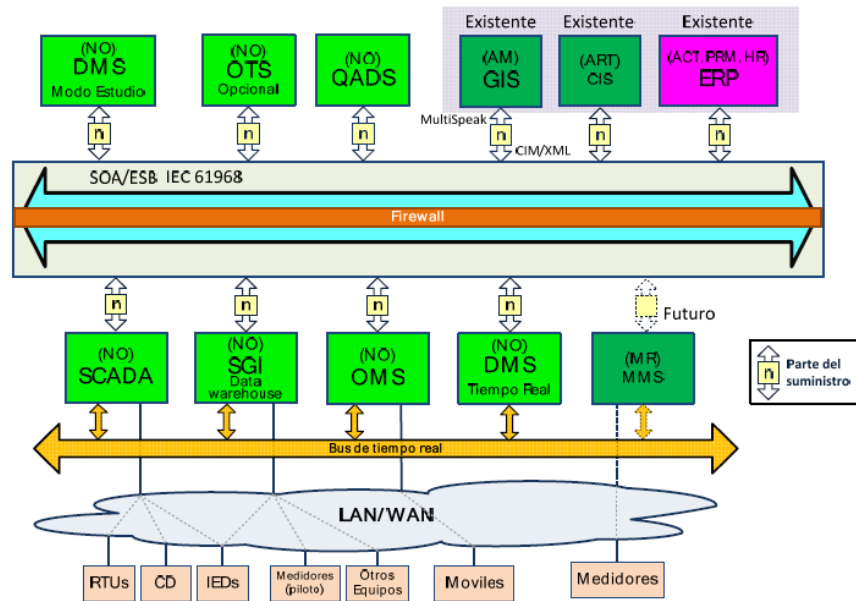 Existente
Existente
Existente
(NO)
DMS
Modo Estudio
(NO)
OTS
Opcional
(NO)
QADS
(AM)
GIS
(ART)
CIS
(ACT, PRM, HR)
ERP
n
n
n
MultiSpeak
n
CIM/XML
n
n
SOA/ESB IEC 61968
Firewall
n
n
n
n
Futuro
(NO)
SCADA
(NO)
SGI
Data
warehouse
(NO)
OMS
(NO)
DMS
Tiempo Real
(MR)
MMS
n
Parte del
suministro
Bus de tiempo real
LAN/WAN
RTUs
CD
IEDs
Medidores
(piloto)
Otros
Equipos
Moviles
Medidores